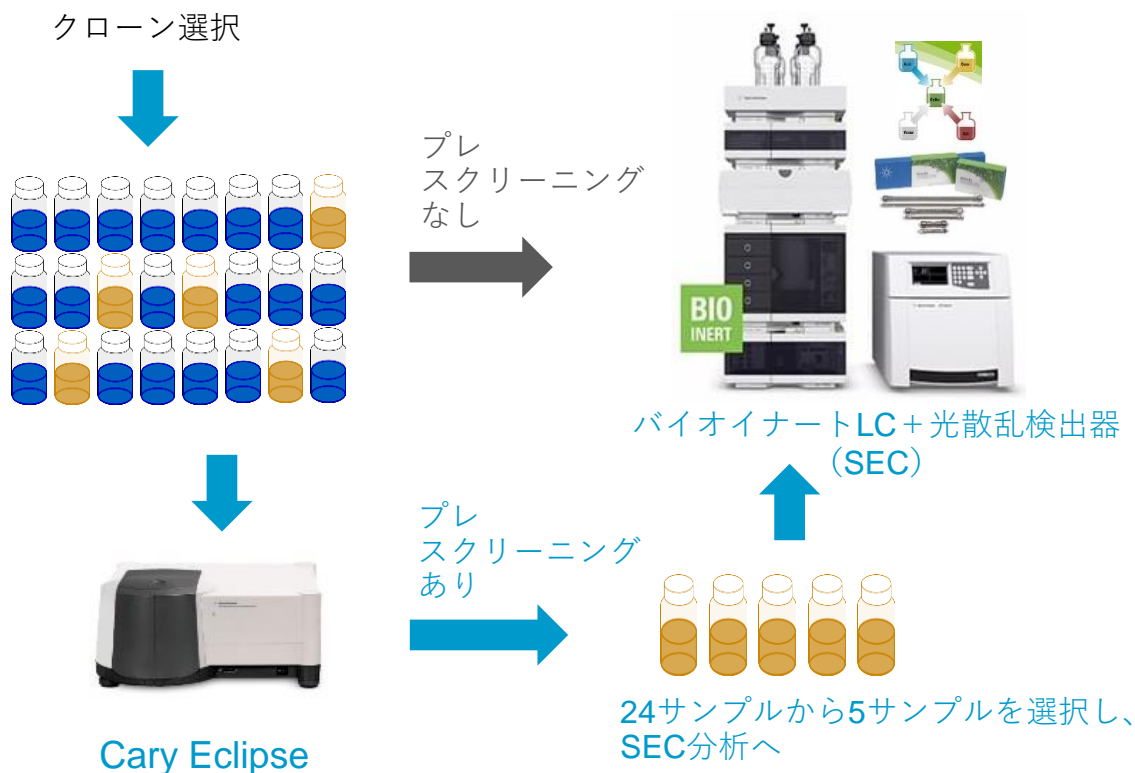 クローン選択
プレ
スクリーニング
なし
BIO
INERT
バイオイナートLC+光散乱検出器
（SEC）
プレ
スクリーニング
あり
Cary Eclipse
24サンプルから5サンプルを選択し、
SEC分析へ